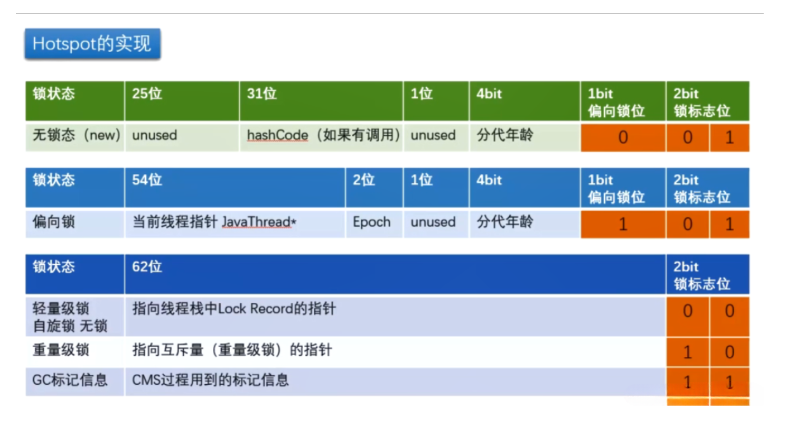 Hotspot的实现
锁状态 25位 31位 1位 4bit 1bit 2bit
偏向锁位 锁标志位
无锁态（new） unused hashCode（如果有调用） unused 分代年龄 0 0 1
锁状态 54位 2位 1位 4bit 1bit 2bit
偏向锁位 锁标志位
偏向锁 当前线程指针 JavaThread* Epoch unused 分代年龄 1 0 1
锁状态 62位 2bit
锁标志位
轻量级锁 指向线程栈中Lock Record的指针 0 0
自旋锁 无锁
重量级锁 指向互斥量（重量级锁）的指针 1 0
GC标记信息 CMS过程用到的标记信息 1 1